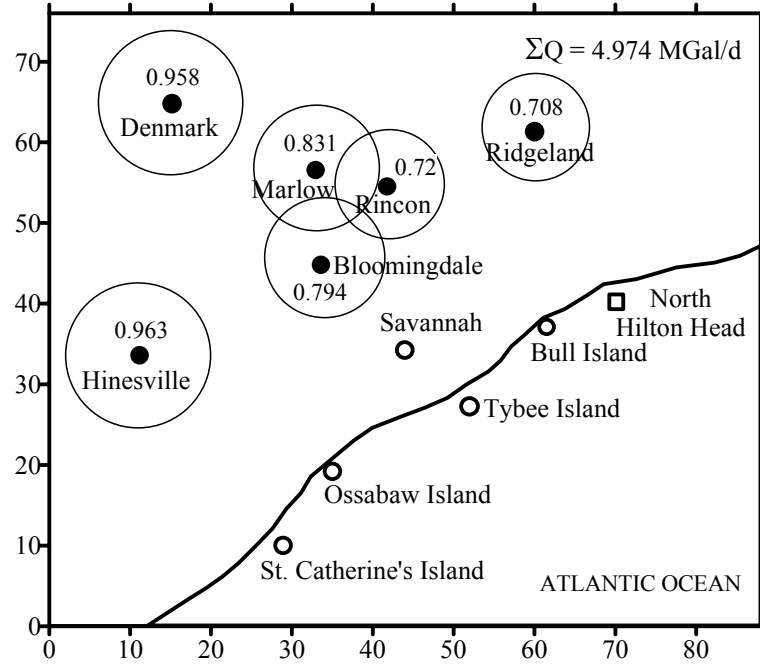 70
60
50
40
30
20
10
0
ΣQ = 4.974 MGal/d
0.958
Denmark
0.831
Marlow
0.72
Rincon
0.708
Ridgeland
Bloomingdale
0.794
0.963
Hinesville
Savannah
North
Hilton Head
Bull Island
Tybee Island
Ossabaw Island
St. Catherine's Island
ATLANTIC OCEAN
0 10 20 30 40 50 60 70 80